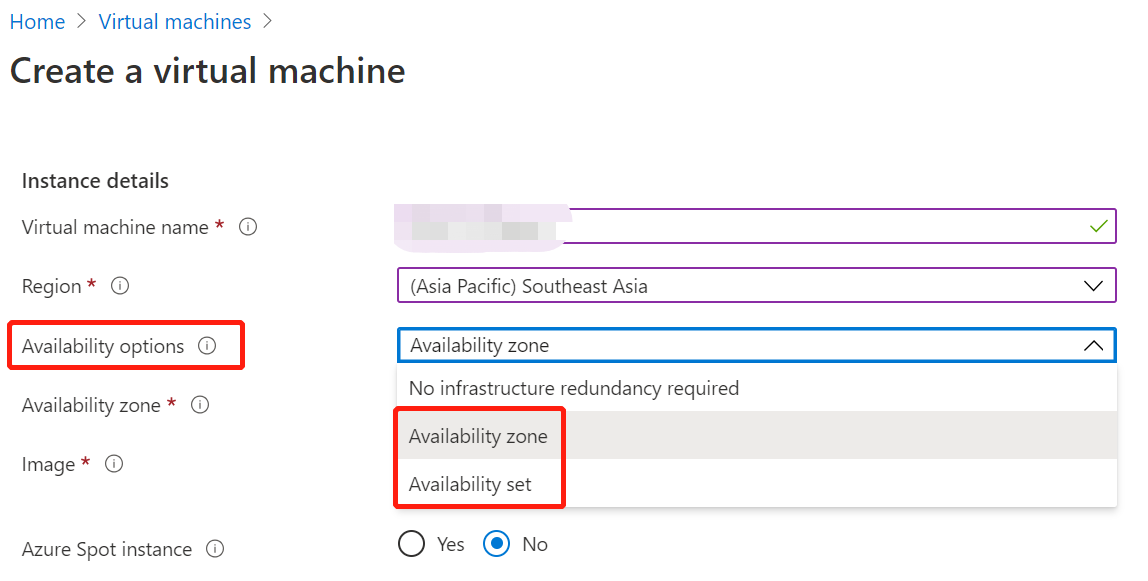 Home > Virtual machines >
Create a virtual machine
Instance details
Virtual machine name *
Region * (Asia Pacific) Southeast Asia
Availability options Availability zone
No infrastructure redundancy required
Availability zone * Availability zone
Image * Availability set
Azure Spot instance Yes No